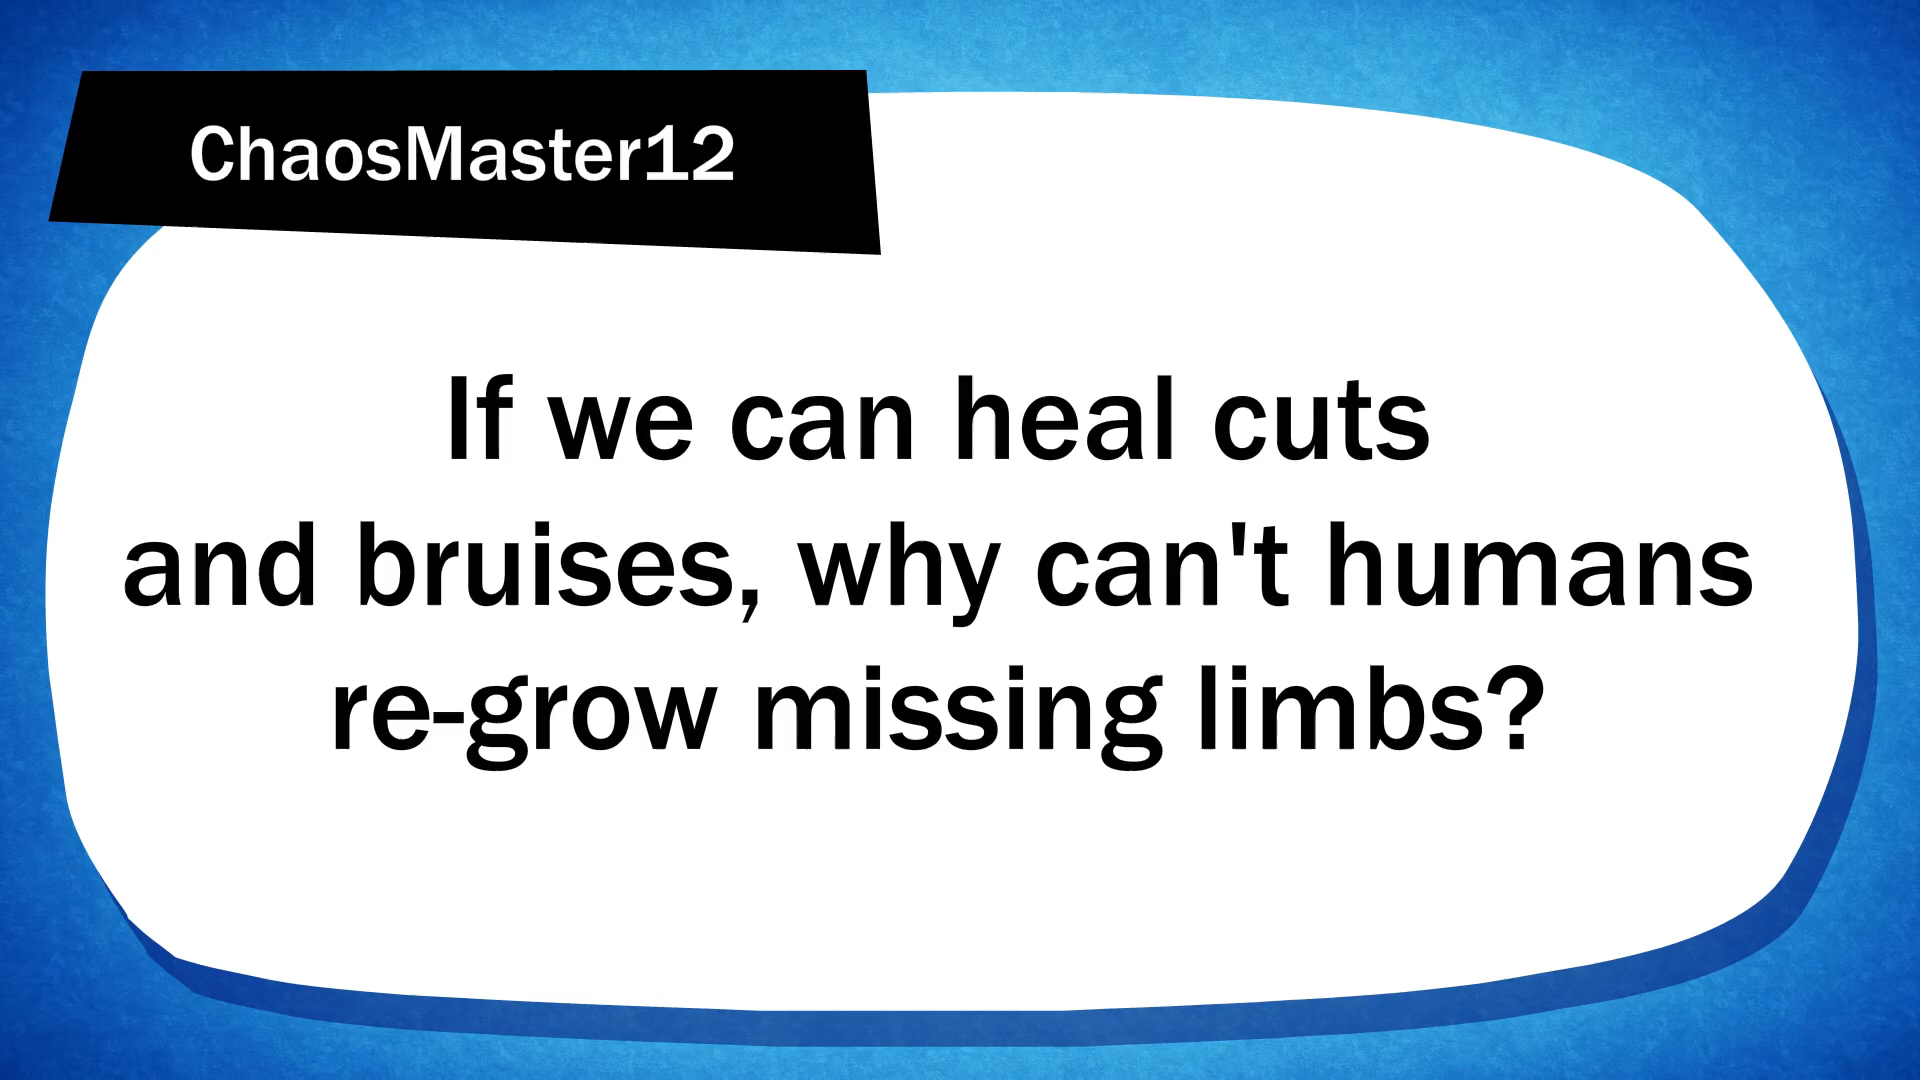 ChaosMaster12
If we can heal cuts
and bruises, why can't humans
re-grow missing limbs?